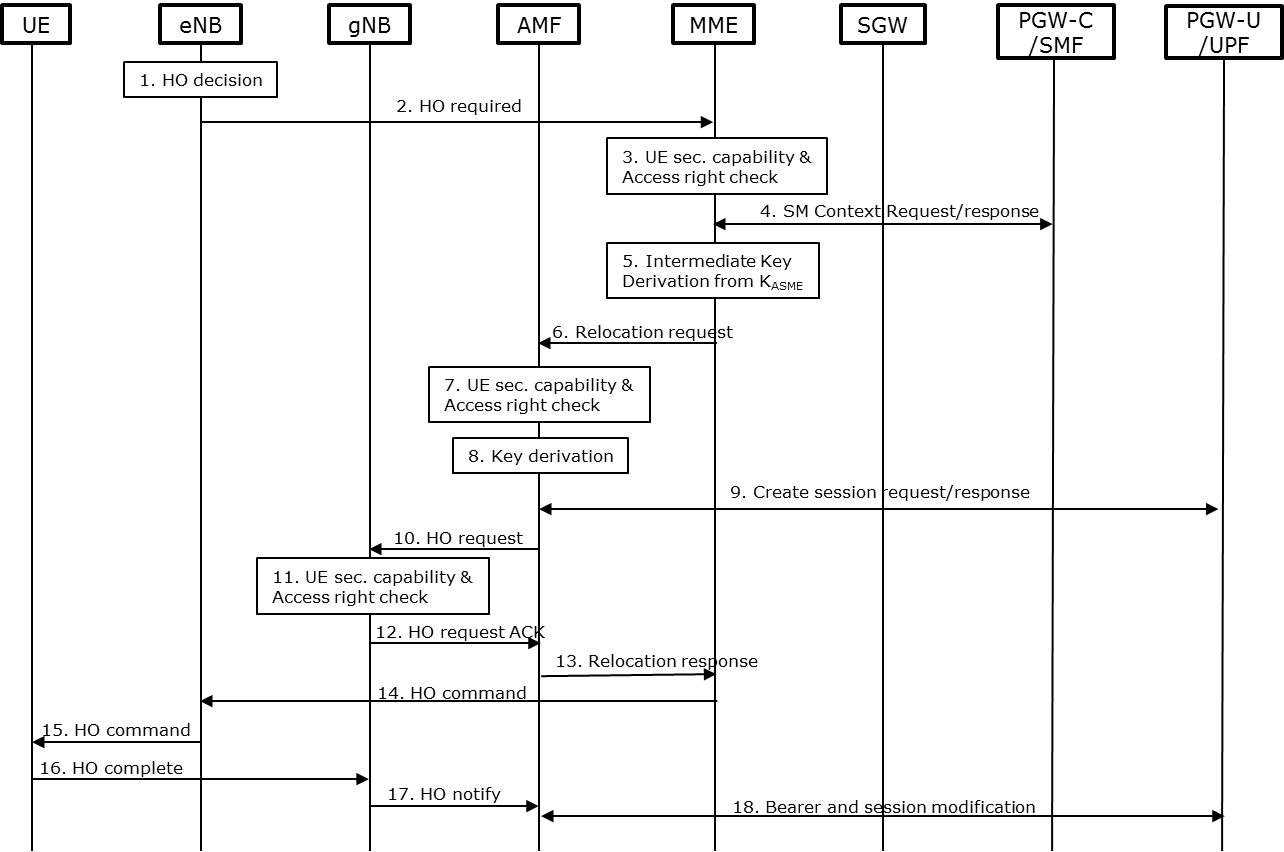 UE
eNB
gNB
AMF
MME
SGW
PGW-C
/SMF
PGW-U
/UPF
1. HO decision
2. HO required
3. UE sec. capability &
Access right check
4. SM Context Request/response
5. Intermediate Key
Derivation from KASME
6. Relocation request
7. UE sec. capability &
Access right check
8. Key derivation
9. Create session request/response
10. HO request
11. UE sec. capability &
Access right check
12. HO request ACK
13. Relocation response
14. HO command
15. HO command
16. HO complete
17. HO notify
18. Bearer and session modification